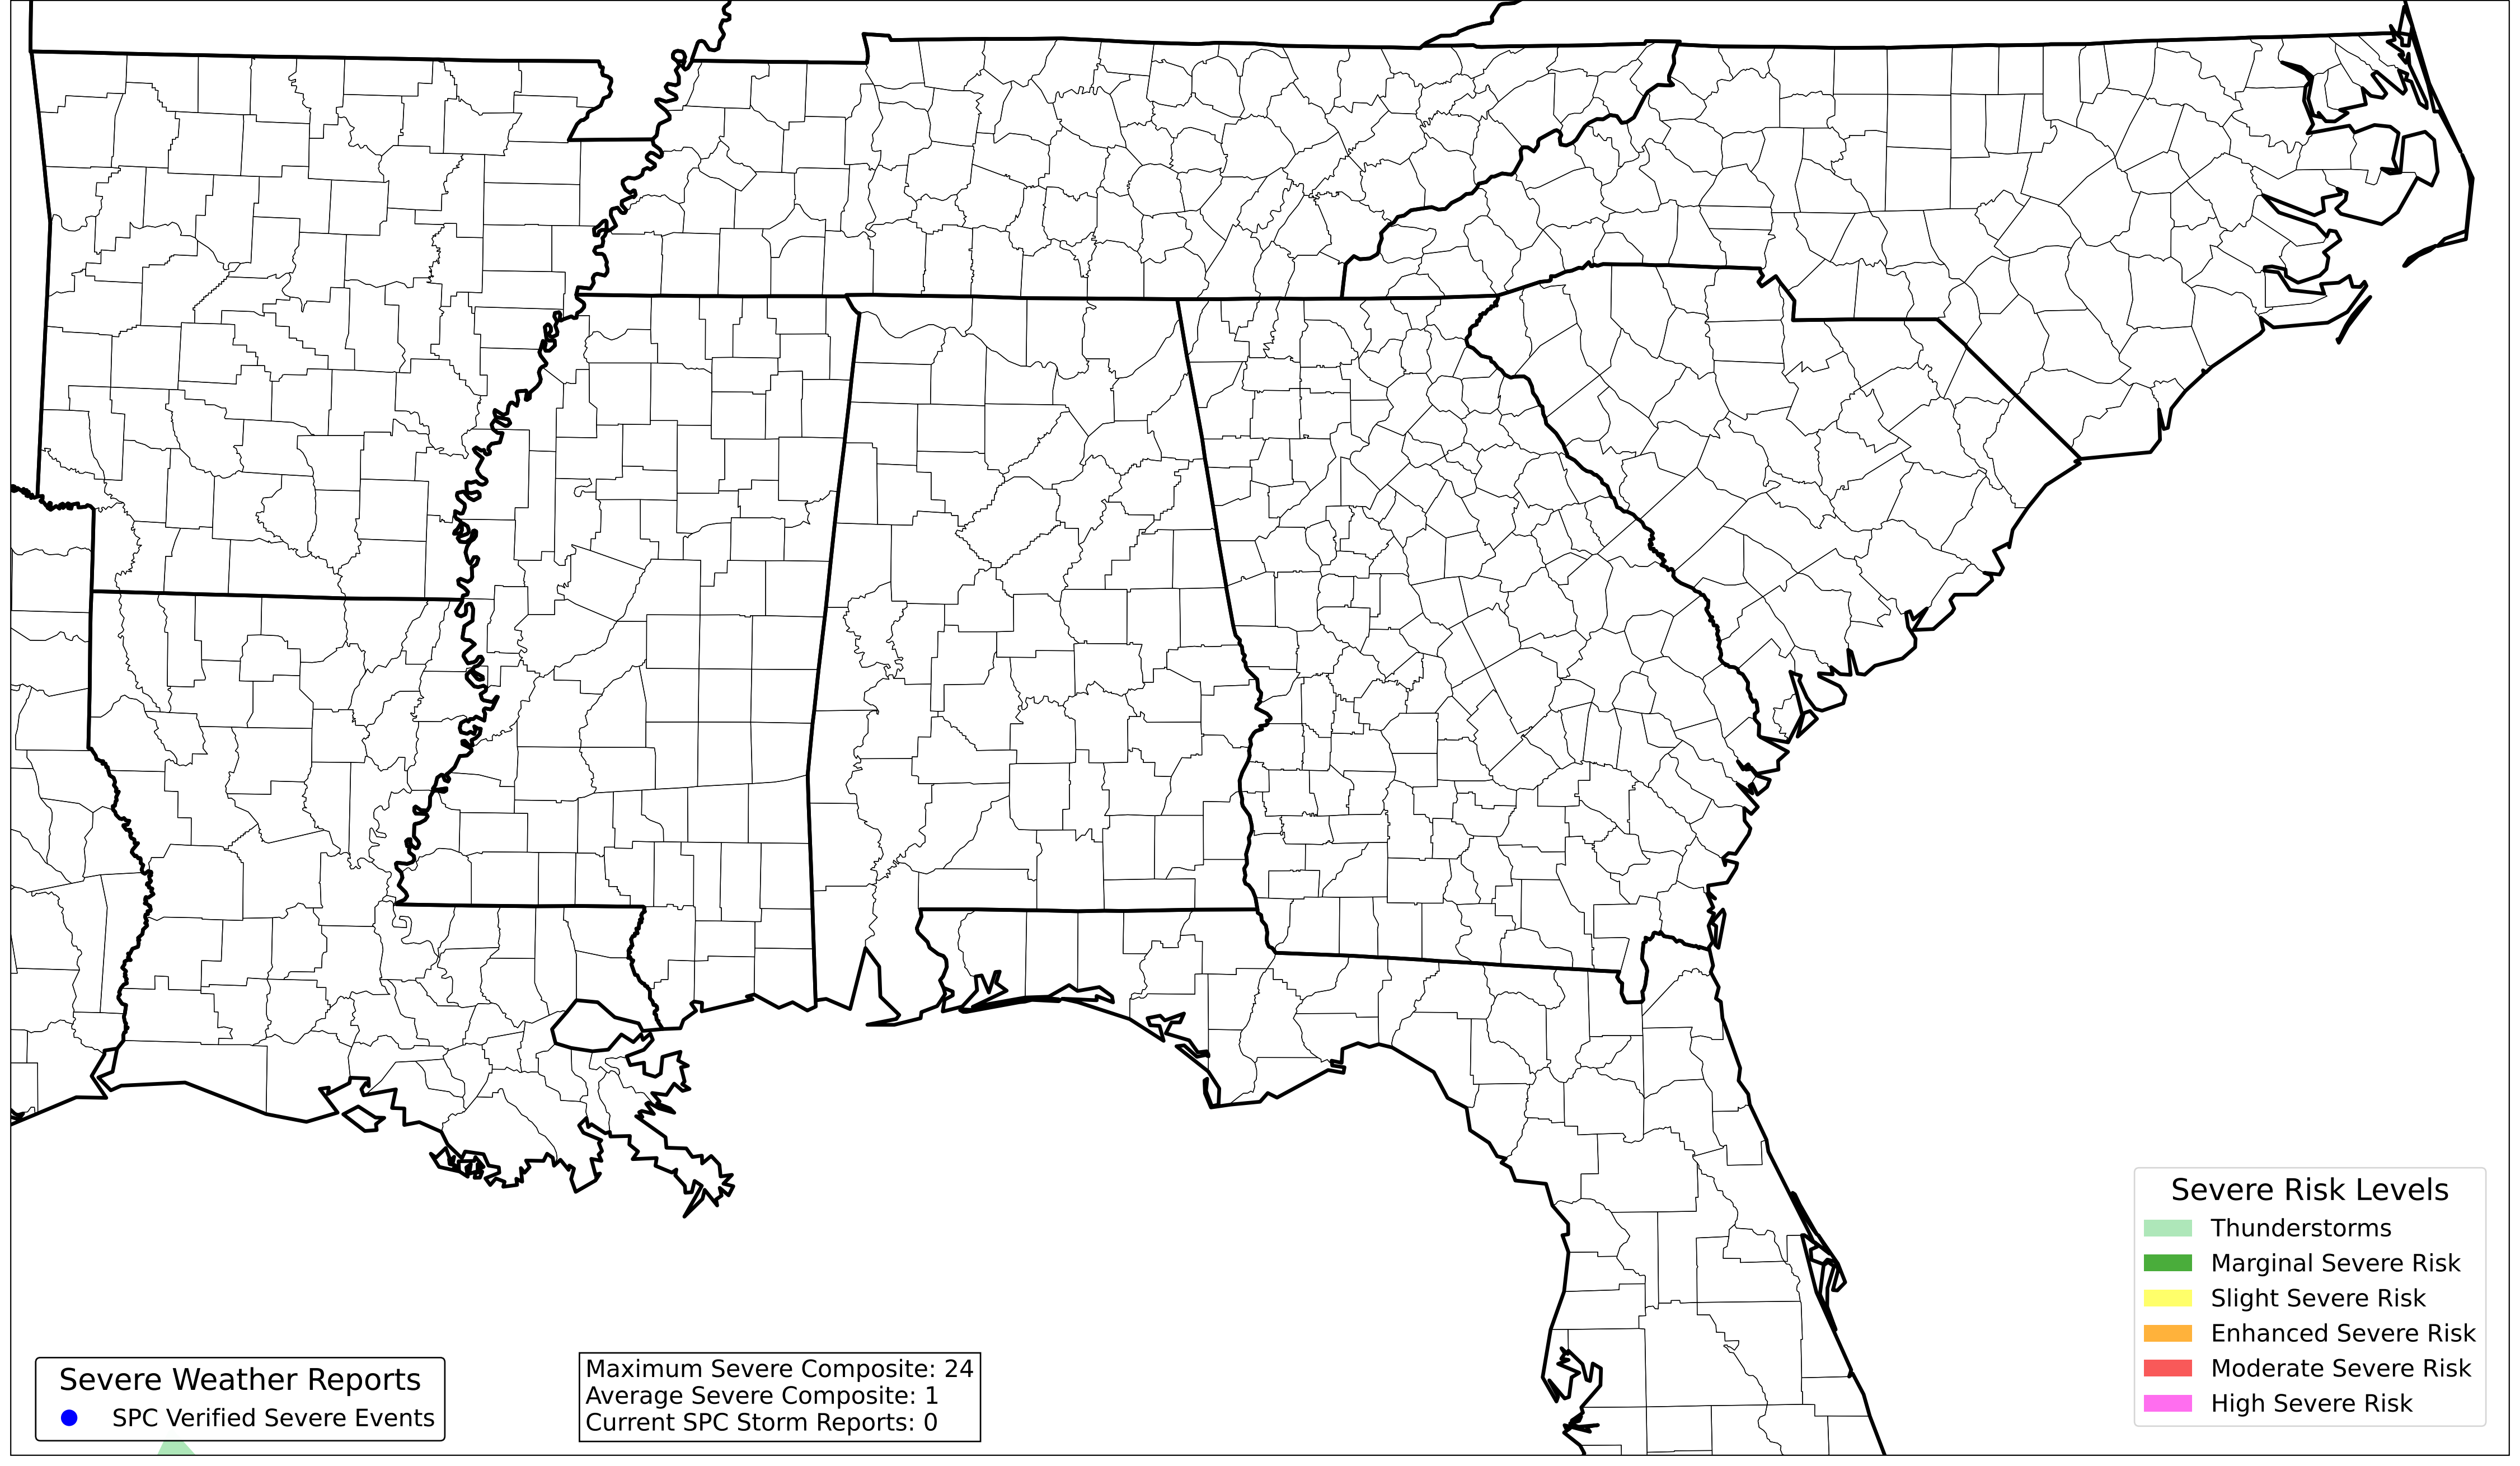 Severe Risk Levels
Thunderstorms
Marginal Severe Risk
Slight Severe Risk
Enhanced Severe Risk
Moderate Severe Risk
High Severe Risk
Severe Weather Reports
SPC Verified Severe Events
Maximum Severe Composite: 24
Average Severe Composite: 1
Current SPC Storm Reports: 0